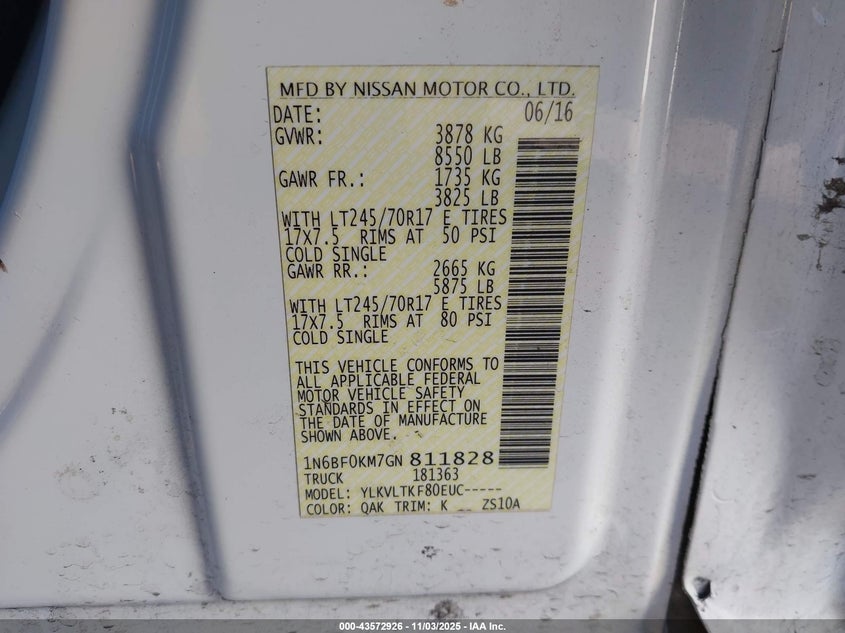 MFD BY NISSAN MOTOR CO., LTD.
DATE: 06/16
GVWR: 3878 KG
8550 LB
GAWR FR.: 1735 KG
3825 LB
WITH LT245/70R17 E TIRES
17X7.5 RIMS AT 50 PSI
COLD SINGLE
GAWR RR.: 2665 KG
5875 LB
WITH LT245/70R17 E TIRES
17X7.5 RIMS AT 80 PSI
COLD SINGLE
THIS VEHICLE CONFORMS TO
ALL APPLICABLE FEDERAL
MOTOR VEHICLE SAFETY
STANDARDS IN EFFECT ON
THE DATE OF MANUFACTURE
SHOWN ABOVE.
1N6BF0KM7GN 811828
TRUCK 181363
MODEL: YLKVLTKF80EUC-----
COLOR: QAK TRIM: K __ ZS10A
000-43572926 - 11/03/2025 - IAA Inc.